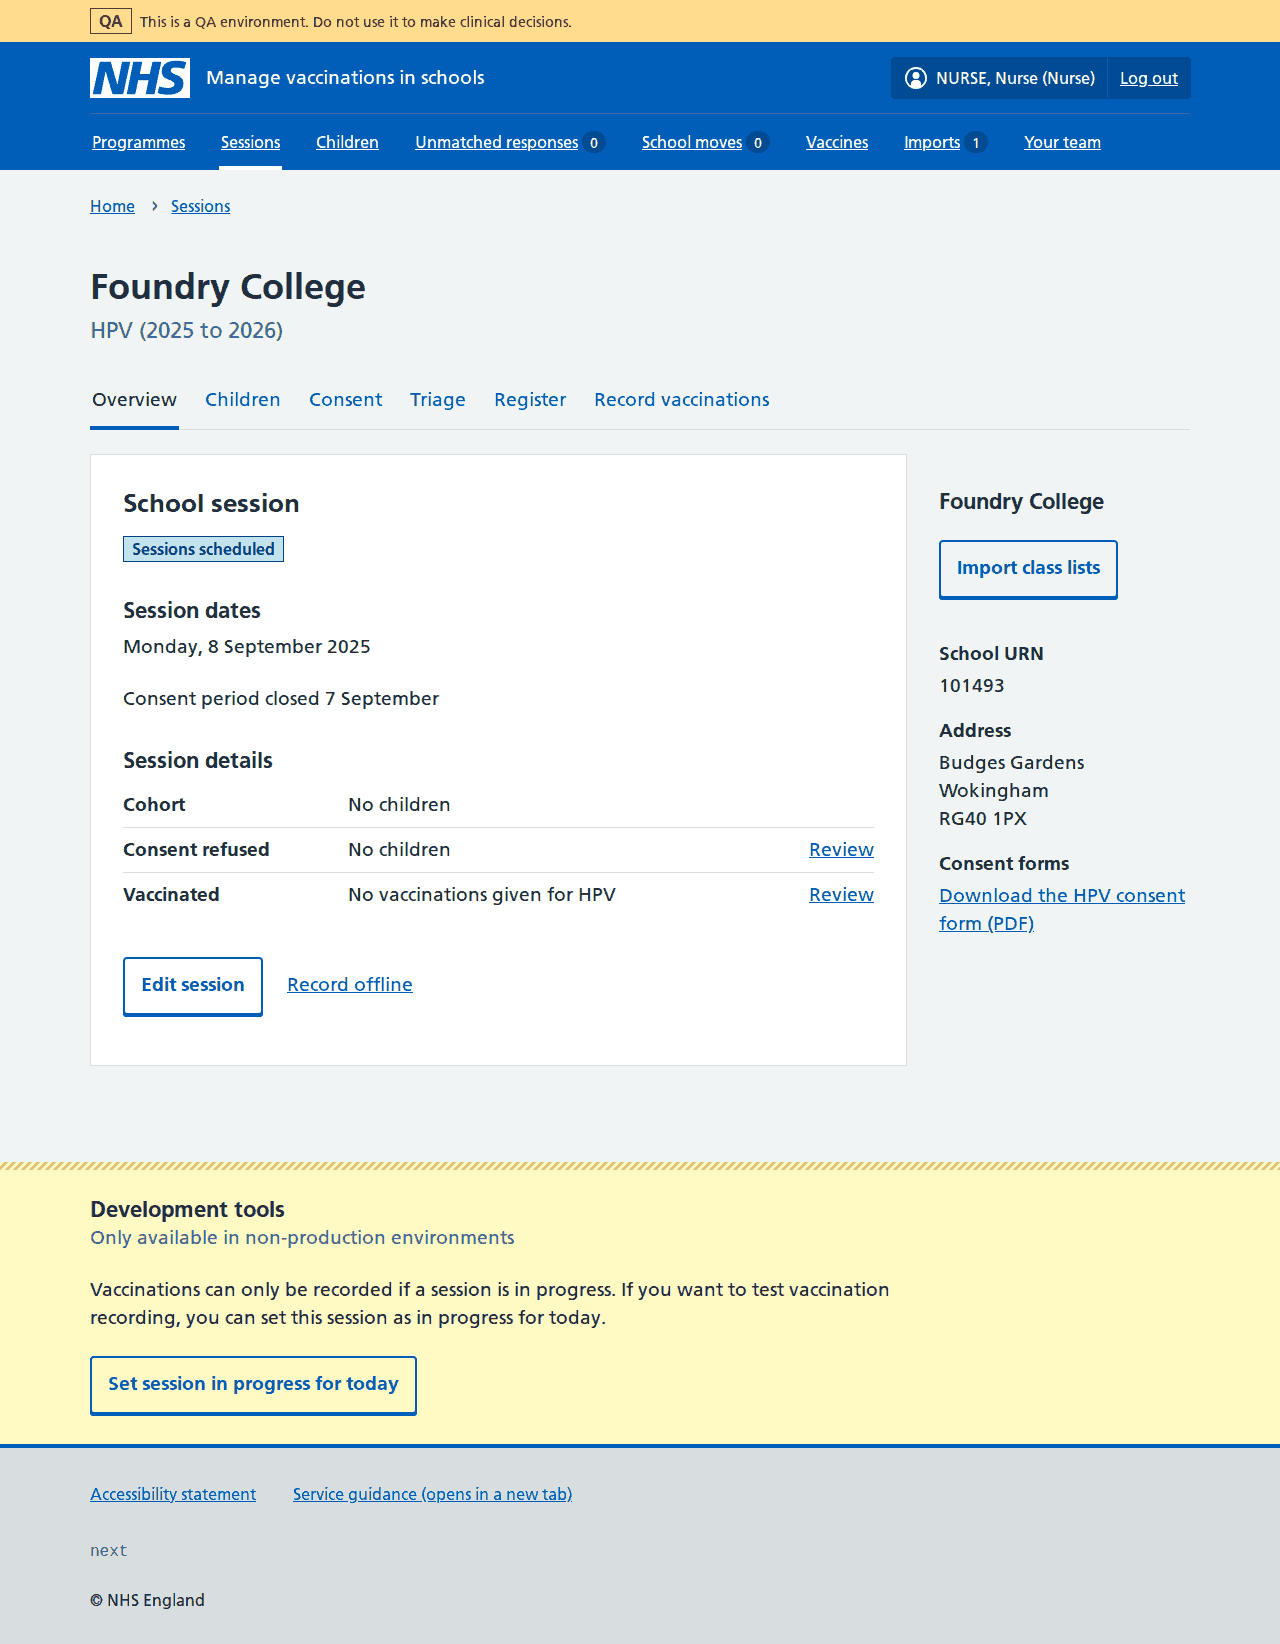 QA This is a QA environment. Do not use it to make clinical decisions.
NHS Manage vaccinations in schools
NURSE, Nurse (Nurse) Log out
Programmes Sessions Children Unmatched responses 0 School moves 0 Vaccines Imports 1 Your team
Home › Sessions
Foundry College
HPV (2025 to 2026)
Overview Children Consent Triage Register Record vaccinations
School session
Sessions scheduled
Session dates
Monday, 8 September 2025
Consent period closed 7 September
Session details
Cohort No children
Consent refused No children Review
Vaccinated No vaccinations given for HPV Review
Edit session Record offline
Foundry College
Import class lists
School URN
101493
Address
Budges Gardens
Wokingham
RG40 1PX
Consent forms
Download the HPV consent
form (PDF)
Development tools
Only available in non-production environments
Vaccinations can only be recorded if a session is in progress. If you want to test vaccination
recording, you can set this session as in progress for today.
Set session in progress for today
Accessibility statement Service guidance (opens in a new tab)
next
© NHS England